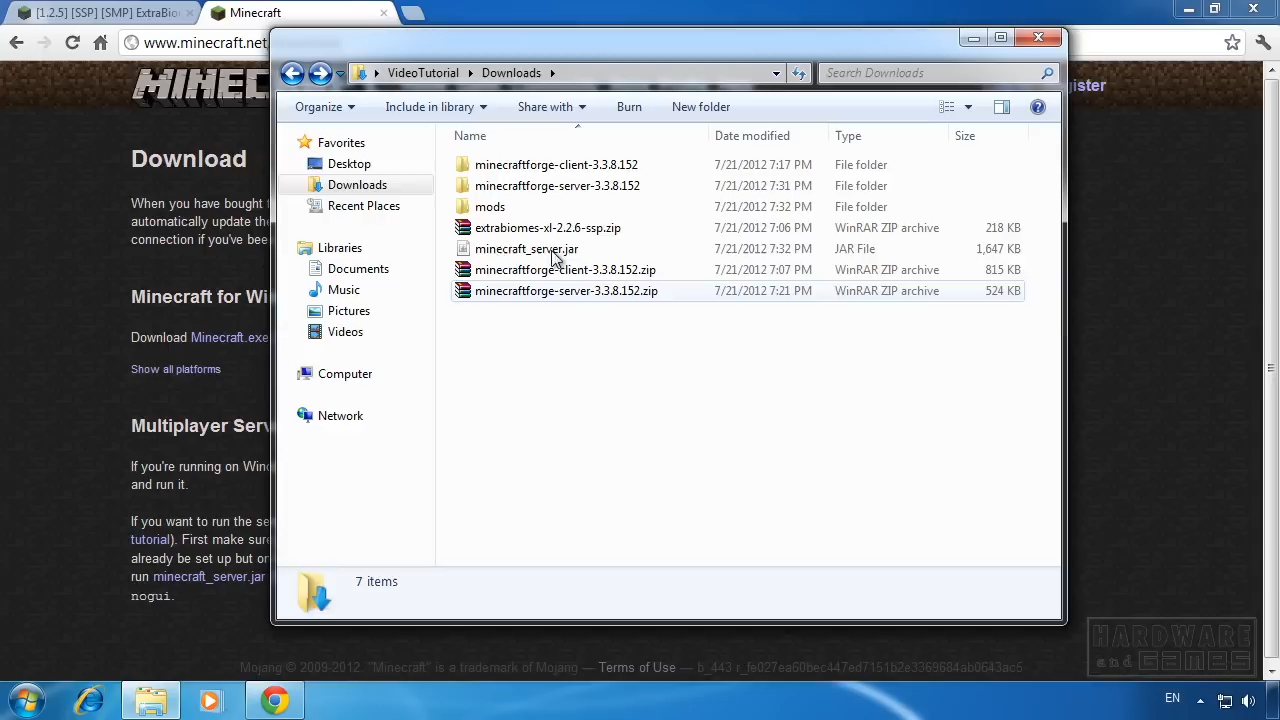 [1.2.5] [SSP] [SMP] ExtraBio
Minecraft
www.minecraft.net
MINEC
egister
Download
When you have bought
automatically update the
connection if you've been
Minecraft for Wi
Download Minecraft.exe
Show all platforms
Multiplayer Serv
If you're running on Wind
and run it.
If you want to run the se
tutorial). First make sure
already be set up but or
run minecraft_server.jar
nogui.
VideoTutorial
Downloads
Search Downloads
Organize
Include in library
Share with
Burn
New folder
Favorites
Desktop
Downloads
Recent Places
Libraries
Documents
Music
Pictures
Videos
Computer
Network
Name Date modified Type Size
minecraftforge-client-3.3.8.152 7/21/2012 7:17 PM File folder
minecraftforge-server-3.3.8.152 7/21/2012 7:31 PM File folder
mods 7/21/2012 7:32 PM File folder
extrabiomes-xl-2.2.6-ssp.zip 7/21/2012 7:06 PM WinRAR ZIP archive 218 KB
minecraft_server.jar 7/21/2012 7:32 PM JAR File 1,647 KB
minecraftforge-client-3.3.8.152.zip 7/21/2012 7:07 PM WinRAR ZIP archive 815 KB
minecraftforge-server-3.3.8.152.zip 7/21/2012 7:21 PM WinRAR ZIP archive 524 KB
7 items
HARDWARE
and GAMES
Mojang © 2009-2012. "Minecraft" is a trademark of Mojang — Terms of Use —
EN